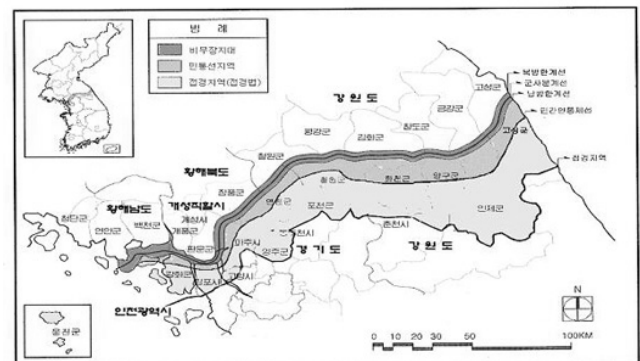 범 례
비무장지대
민통선지역
접경지역(접경법)
북방한계선
군사분계선
남방한계선
민간인통제선
접경지역
강원도
고성군
금강군
창도군
김화군
평강군
철원군
고성군
황해북도
장풍군
황해남도
개성직할시
개성시
개풍군
판문군
청단군
연안군
배천군
철원군
화천군
양구군
인제군
연천군
포천군
춘천시
파주시
동두천시
양주군
고양시
경기도
강원도
강화군
김포시
인천광역시
옹진군
N
0 10 20 30 50 100KM